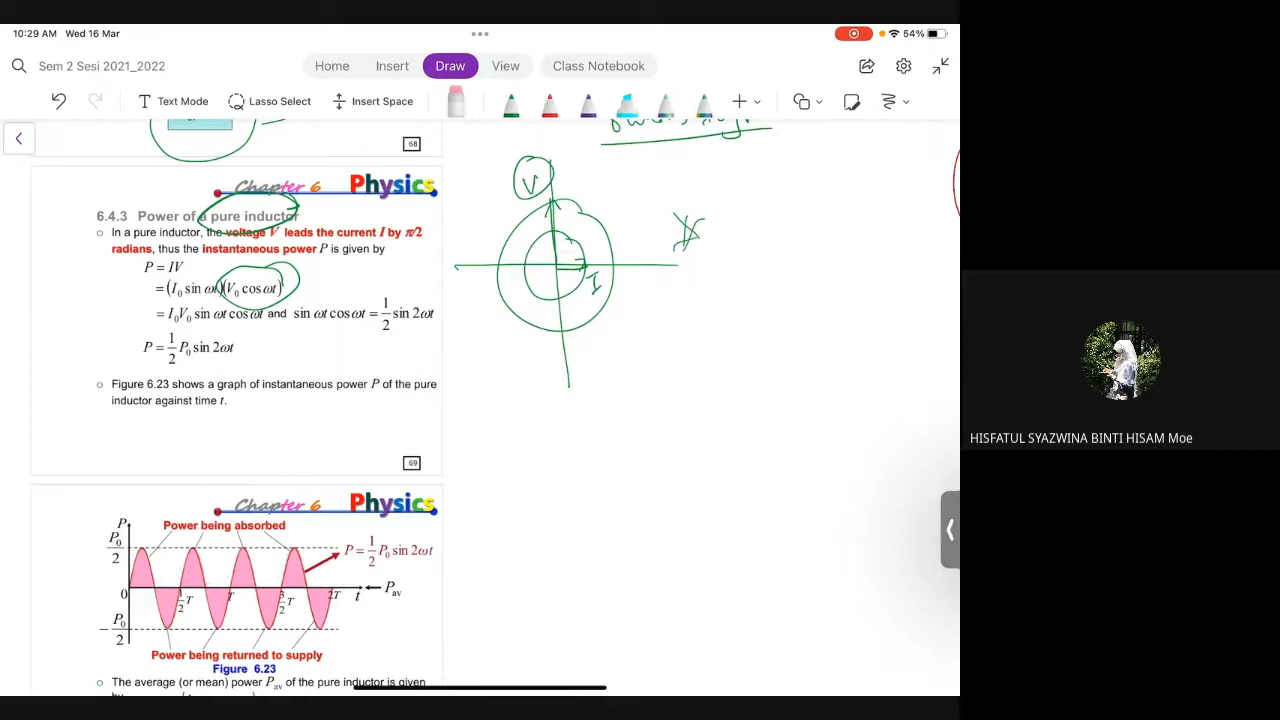 10:29 AM Wed 16 Mar
54%
Sem 2 Sesi 2021_2022
Home Insert Draw View Class Notebook
Text Mode Lasso Select Insert Space
68
Chapter 6 Physics
6.4.3 Power of a pure inductor
In a pure inductor, the voltage V leads the current I by π/2
radians, thus the instantaneous power P is given by
P = IV
= (I₀ sin ωt)(V₀ cos ωt)
= I₀V₀ sin ωt cos ωt and sin ωt cos ωt = 1/2 sin 2ωt
P = 1/2 P₀ sin 2ωt
Figure 6.23 shows a graph of instantaneous power P of the pure
inductor against time t.
69
V
I
Chapter 6 Physics
P
Power being absorbed
P₀/2
P = 1/2 P₀ sin 2ωt
0
1/2 T
T
3/2 T
2T
t
P av
− P₀/2
Power being returned to supply
Figure 6.23
The average (or mean) power P av of the pure inductor is given
HISFATUL SYAZWINA BINTI HISAM Moe